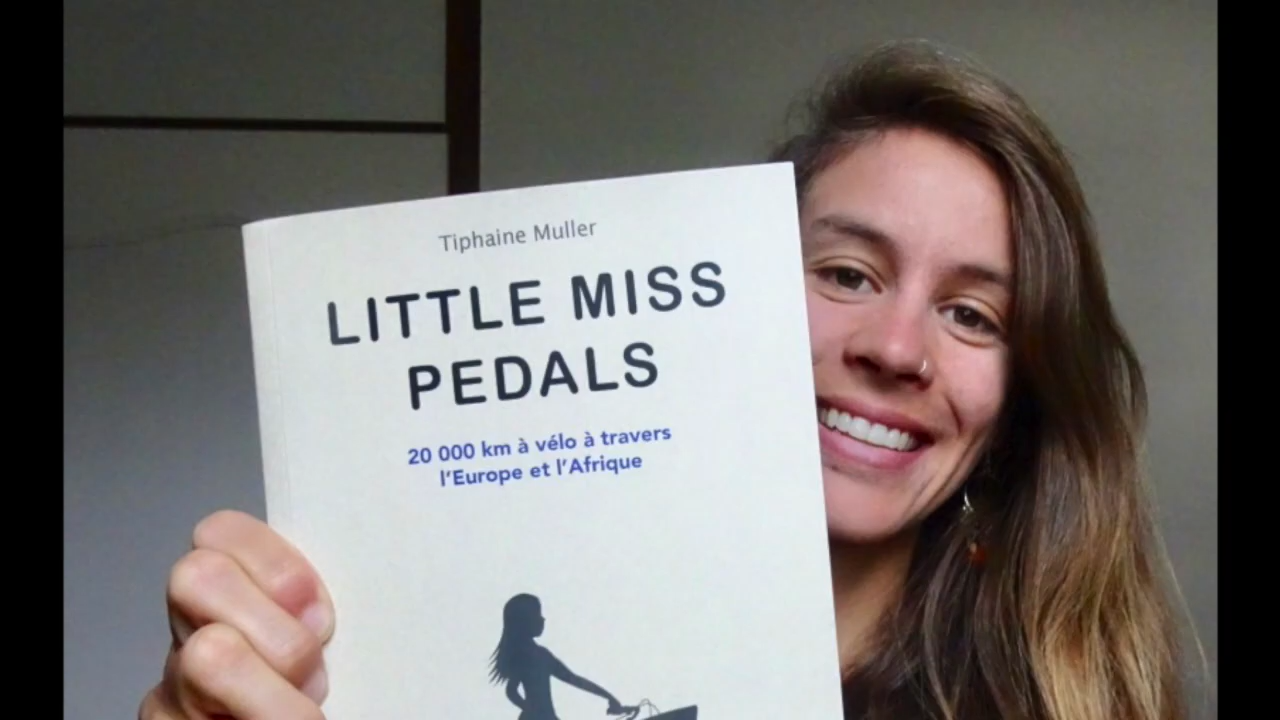 Tiphaine Muller
LITTLE MISS
PEDALS
20 000 km à vélo à travers
l'Europe et l'Afrique